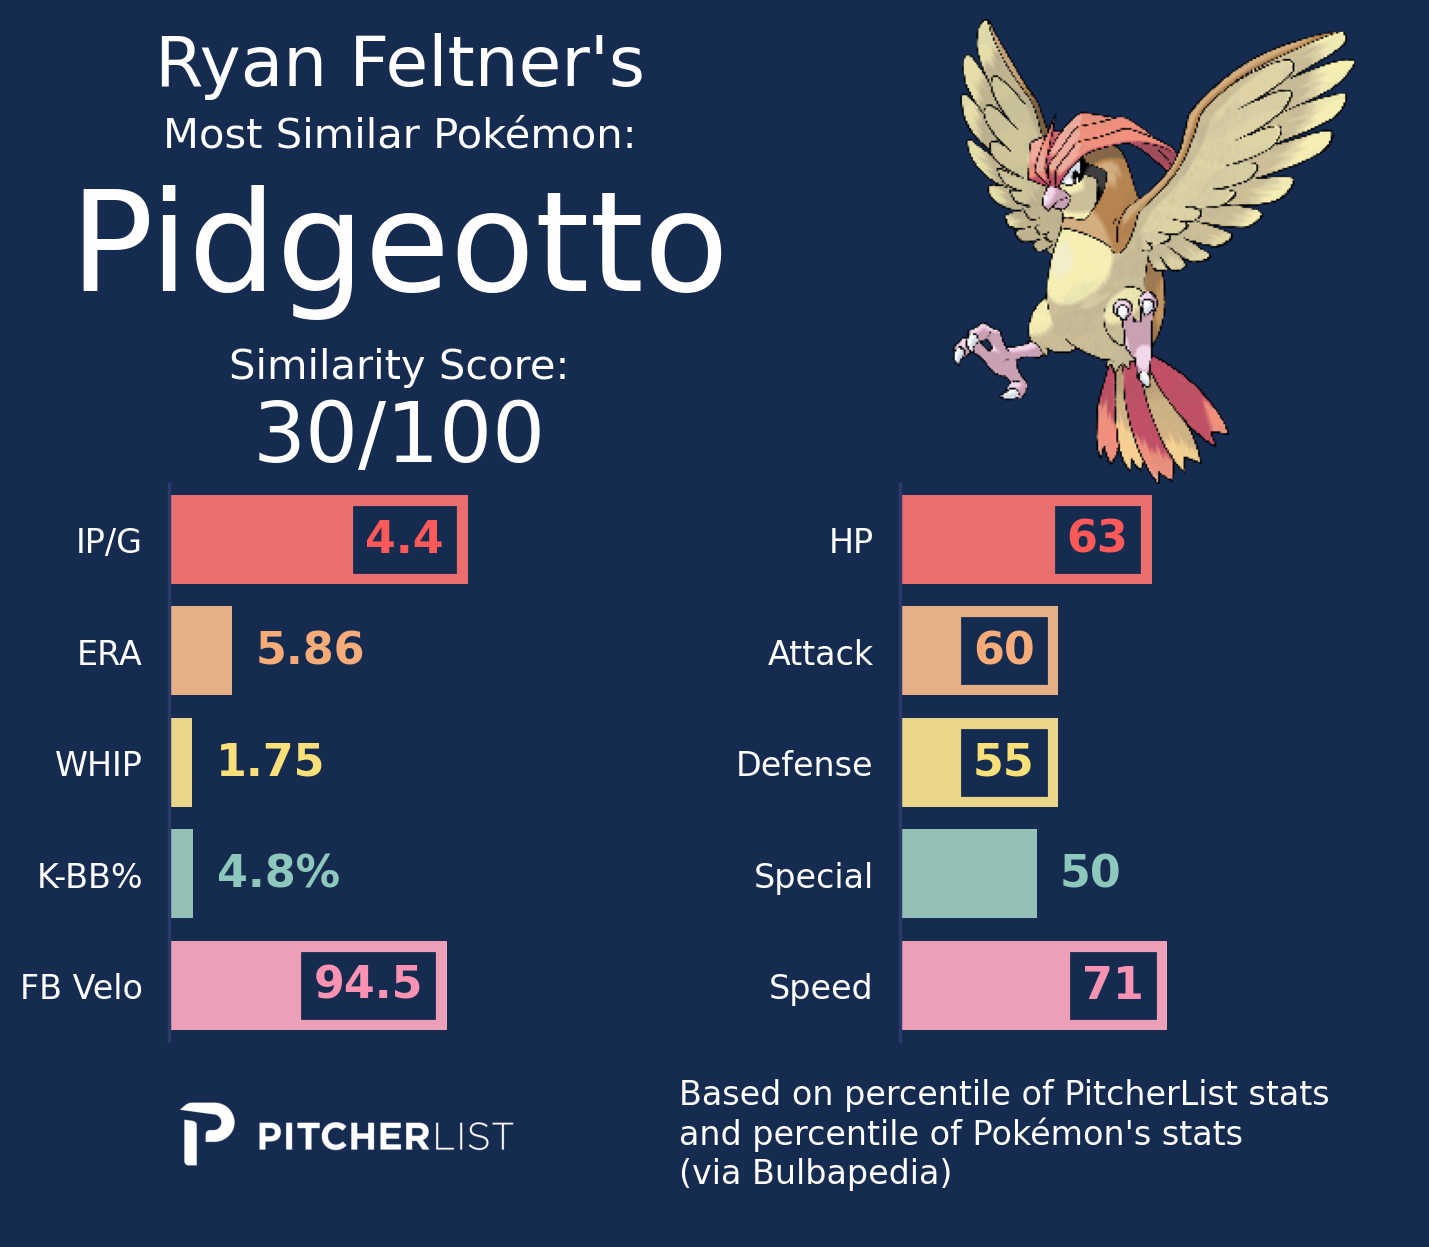 Ryan Feltner's
Most Similar Pokémon:
Pidgeotto
Similarity Score:
30/100
IP/G 4.4
ERA 5.86
WHIP 1.75
K-BB% 4.8%
FB Velo 94.5
HP 63
Attack 60
Defense 55
Special 50
Speed 71
PITCHERLIST
Based on percentile of PitcherList stats
and percentile of Pokémon's stats
(via Bulbapedia)